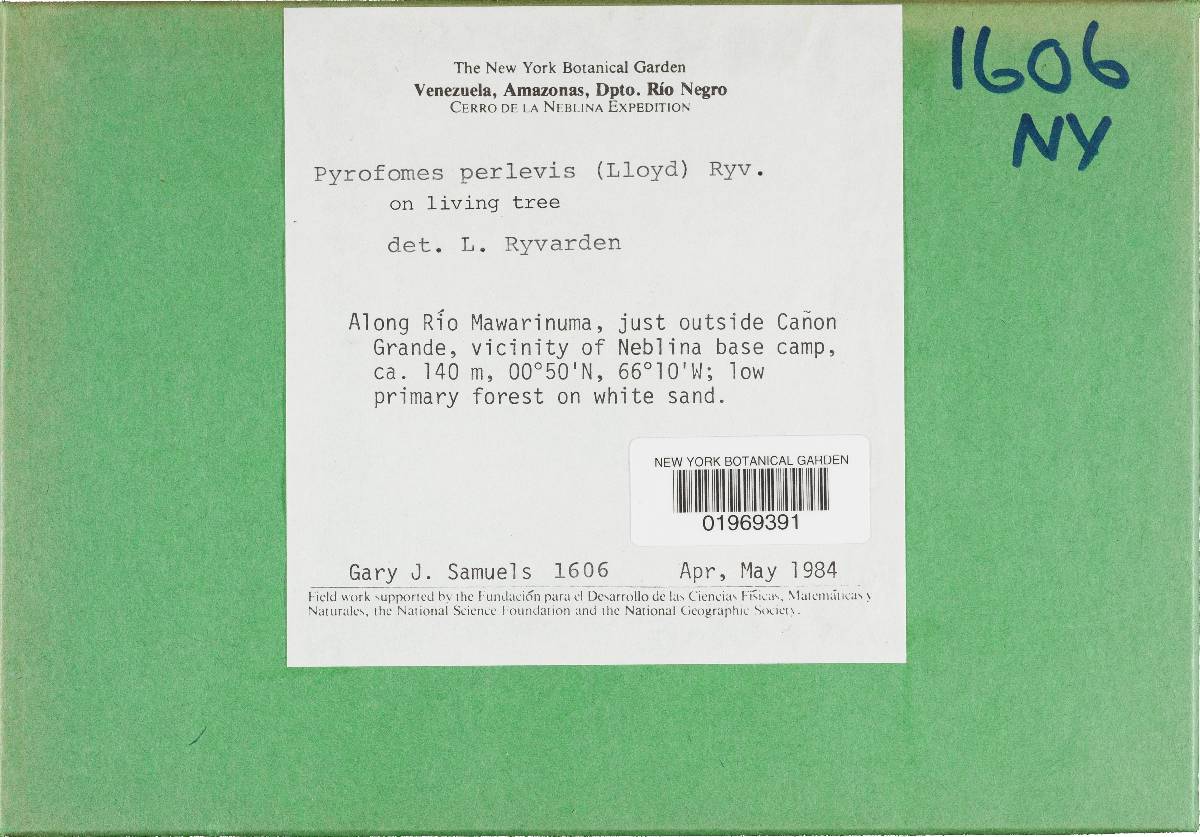 1606
NY
The New York Botanical Garden
Venezuela, Amazonas, Dpto. Río Negro
CERRO DE LA NEBLINA EXPEDITION
Pyrofomes perlevis (Lloyd) Ryv.
on living tree
det. L. Ryvarden
Along Río Mawarinuma, just outside Cañon
Grande, vicinity of Neblina base camp,
ca. 140 m, 00°50'N, 66°10'W; low
primary forest on white sand.
NEW YORK BOTANICAL GARDEN
01969391
Gary J. Samuels 1606 Apr, May 1984
Field work supported by the Fundación para el Desarrollo de las Ciencias Físicas, Matemáticas y
Naturales, the National Science Foundation and the National Geographic Society.